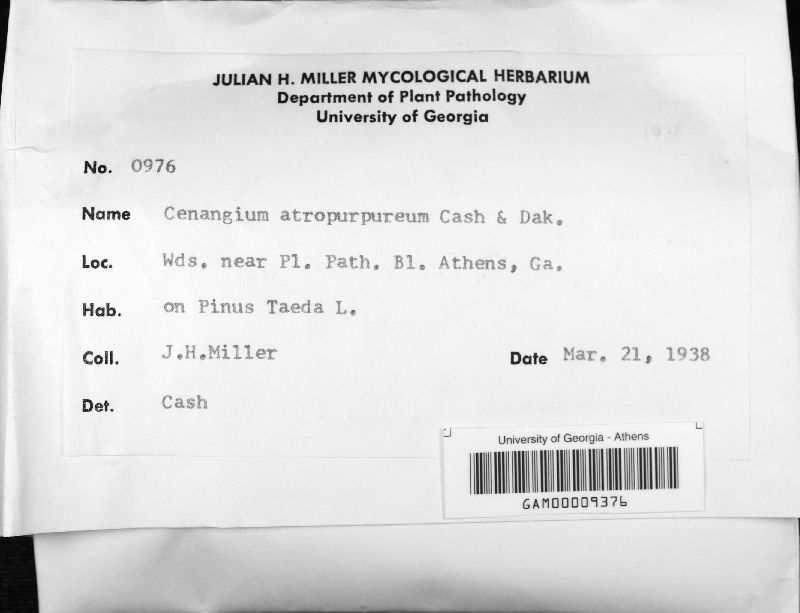 JULIAN H. MILLER MYCOLOGICAL HERBARIUM
Department of Plant Pathology
University of Georgia
No. 0976
Name Cenangium atropurpureum Cash & Dak.
Loc. Wds. near Pl. Path. Bl. Athens, Ga.
Hab. on Pinus Taeda L.
Coll. J.H.Miller Date Mar. 21, 1938
Det. Cash
University of Georgia - Athens
GAM00009376